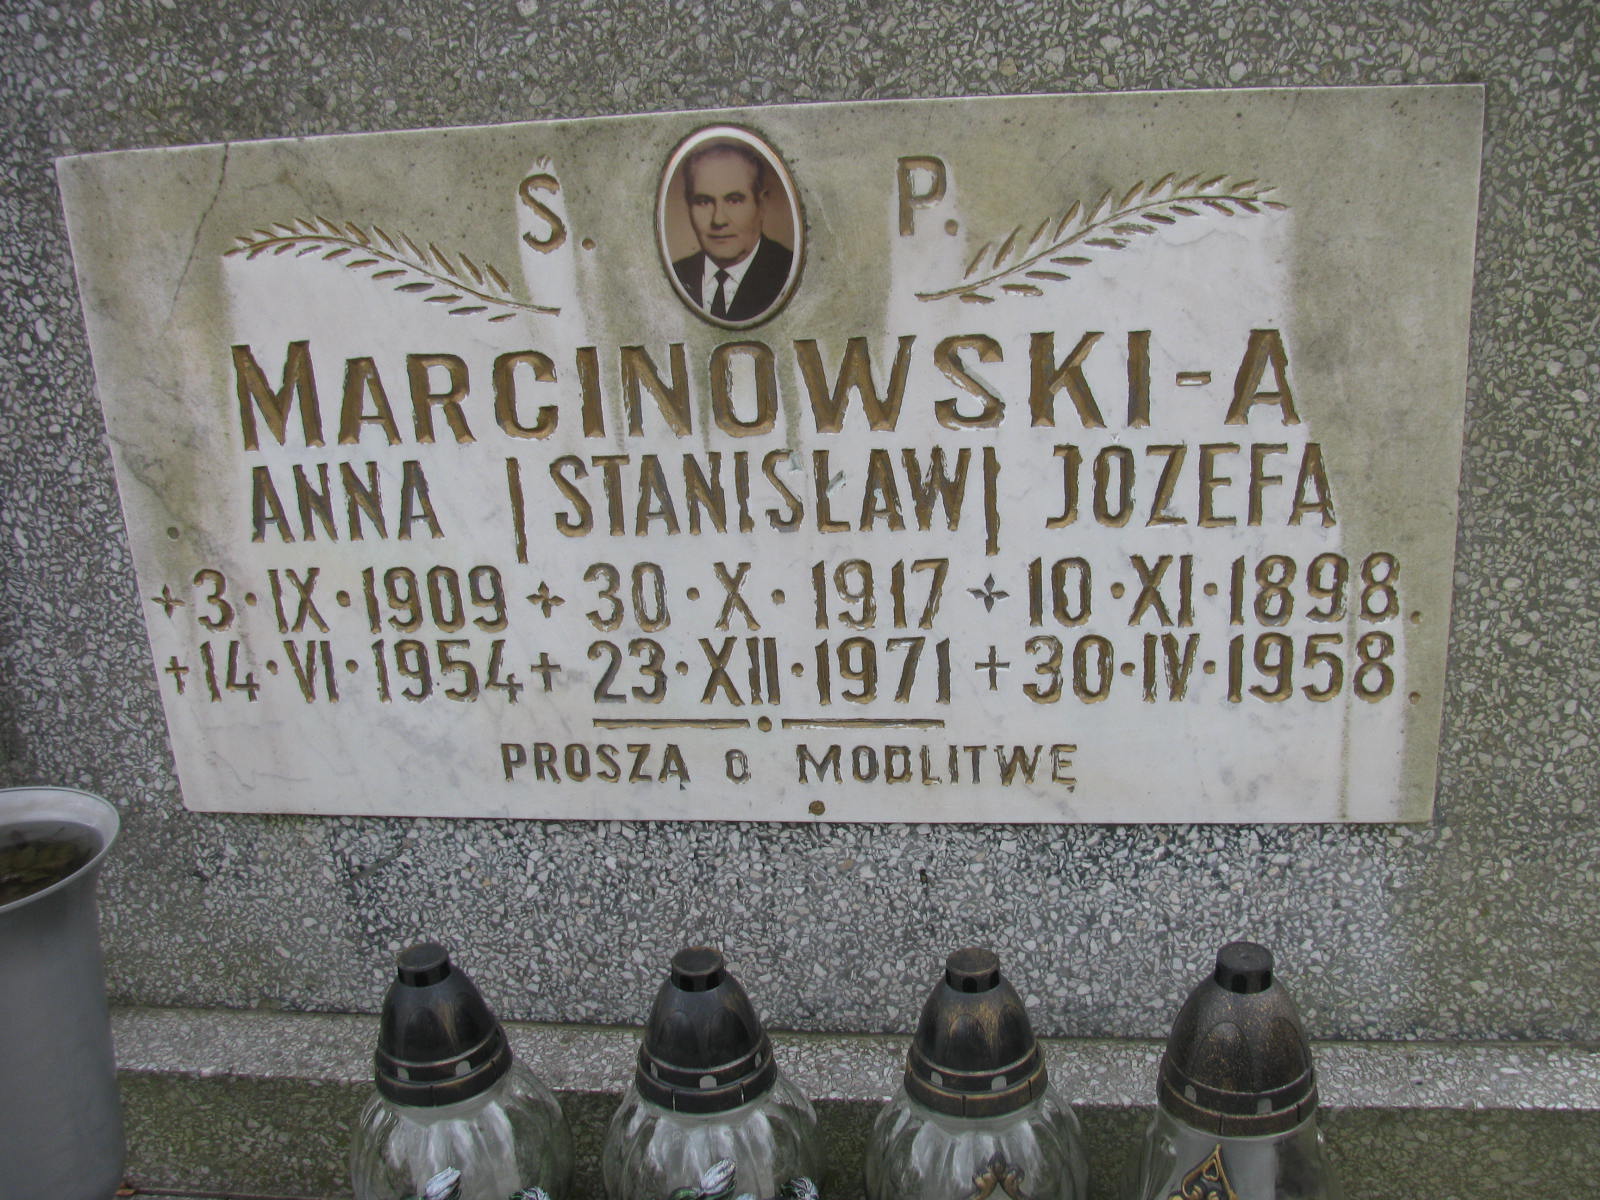 Ś. P.
MARCINOWSKI-A
ANNA | STANISŁAW | JOZEFA
3·IX·1909 30·X·1917 10·XI·1898.
+14·VI·1954+ 23·XII·1971 +30·IV·1958.
PROSZĄ O MODLITWĘ